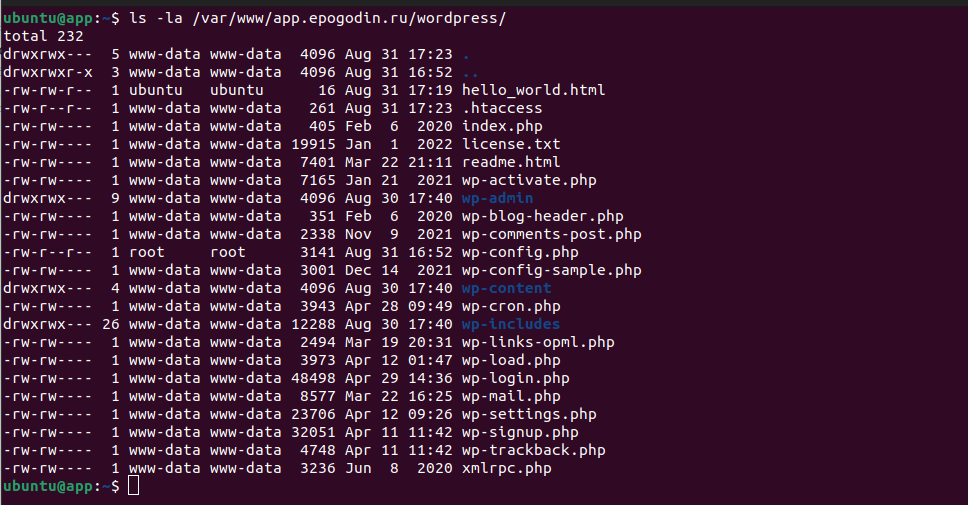 ubuntu@app:~$ ls -la /var/www/app.epogodin.ru/wordpress/
total 232
drwxrwx---  5 www-data www-data  4096 Aug 31 17:23 .
drwxrwxr-x  3 www-data www-data  4096 Aug 31 16:52 ..
-rw-rw-r--  1 ubuntu   ubuntu      16 Aug 31 17:19 hello_world.html
-rw-r--r--  1 www-data www-data   261 Aug 31 17:23 .htaccess
-rw-rw----  1 www-data www-data   405 Feb  6  2020 index.php
-rw-rw----  1 www-data www-data 19915 Jan  1  2022 license.txt
-rw-rw----  1 www-data www-data  7401 Mar 22 21:11 readme.html
-rw-rw----  1 www-data www-data  7165 Jan 21  2021 wp-activate.php
drwxrwx---  9 www-data www-data  4096 Aug 30 17:40 wp-admin
-rw-rw----  1 www-data www-data   351 Feb  6  2020 wp-blog-header.php
-rw-rw----  1 www-data www-data  2338 Nov  9  2021 wp-comments-post.php
-rw-r--r--  1 root     root      3141 Aug 31 16:52 wp-config.php
-rw-rw----  1 www-data www-data  3001 Dec 14  2021 wp-config-sample.php
drwxrwx---  4 www-data www-data  4096 Aug 30 17:40 wp-content
-rw-rw----  1 www-data www-data  3943 Apr 28 09:49 wp-cron.php
drwxrwx--- 26 www-data www-data 12288 Aug 30 17:40 wp-includes
-rw-rw----  1 www-data www-data  2494 Mar 19 20:31 wp-links-opml.php
-rw-rw----  1 www-data www-data  3973 Apr 12 01:47 wp-load.php
-rw-rw----  1 www-data www-data 48498 Apr 29 14:36 wp-login.php
-rw-rw----  1 www-data www-data  8577 Mar 22 16:25 wp-mail.php
-rw-rw----  1 www-data www-data 23706 Apr 12 09:26 wp-settings.php
-rw-rw----  1 www-data www-data 32051 Apr 11 11:42 wp-signup.php
-rw-rw----  1 www-data www-data  4748 Apr 11 11:42 wp-trackback.php
-rw-rw----  1 www-data www-data  3236 Jun  8  2020 xmlrpc.php
ubuntu@app:~$